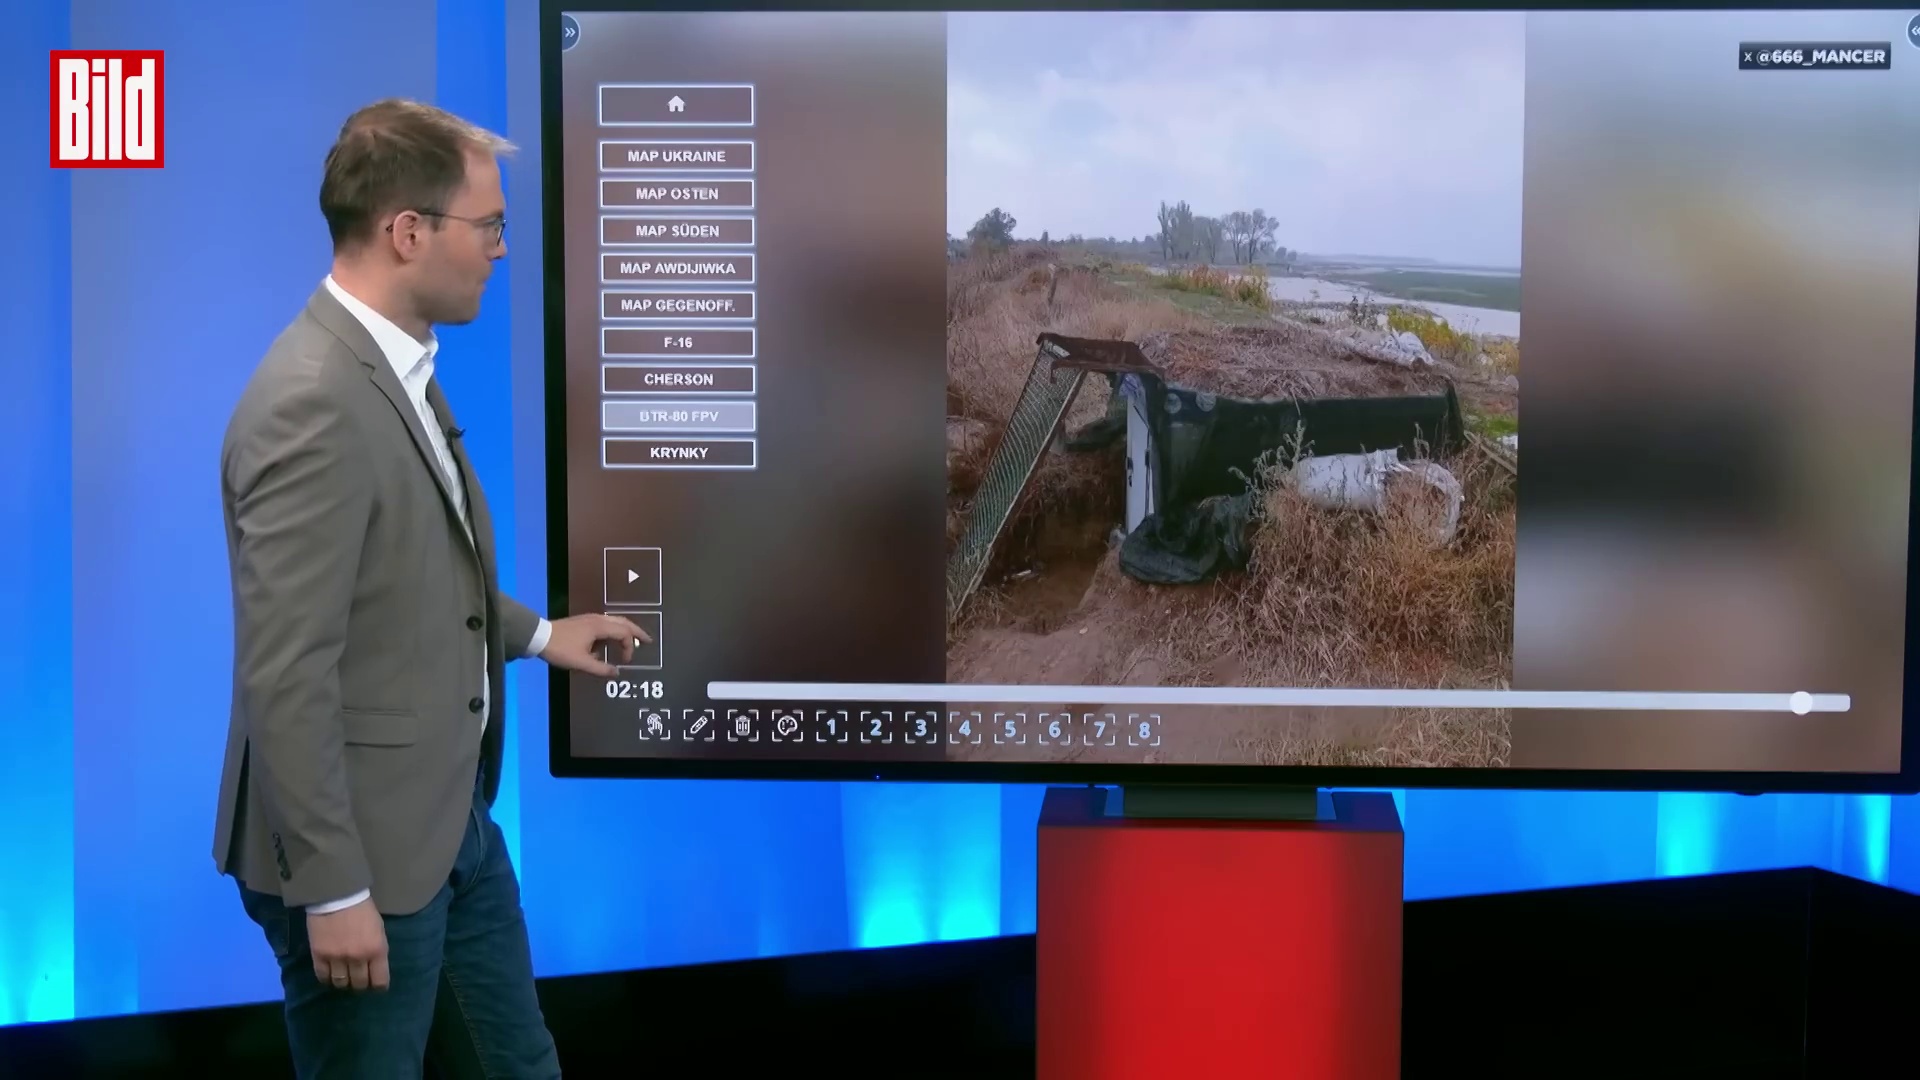 Bild
X @666_MANCER
MAP UKRAINE
MAP OSTEN
MAP SÜDEN
MAP AWDIJIWKA
MAP GEGENOFF.
F-16
CHERSON
BTR-80 FPV
KRYNKY
02:18
1 2 3 4 5 6 7 8